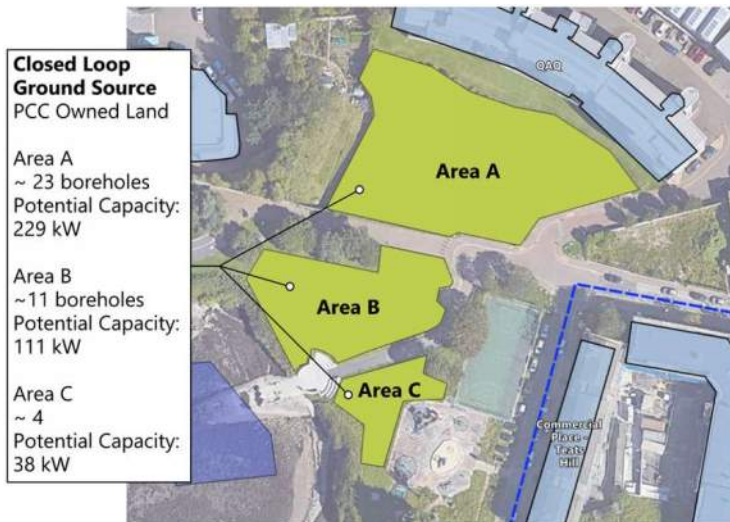 Closed Loop
Ground Source
PCC Owned Land
Area A
~ 23 boreholes
Potential Capacity:
229 kW
Area B
~11 boreholes
Potential Capacity:
111 kW
Area C
~ 4
Potential Capacity:
38 kW
QAQ
Area A
Area B
Area C
Commercial
Place -
Teats
Hill